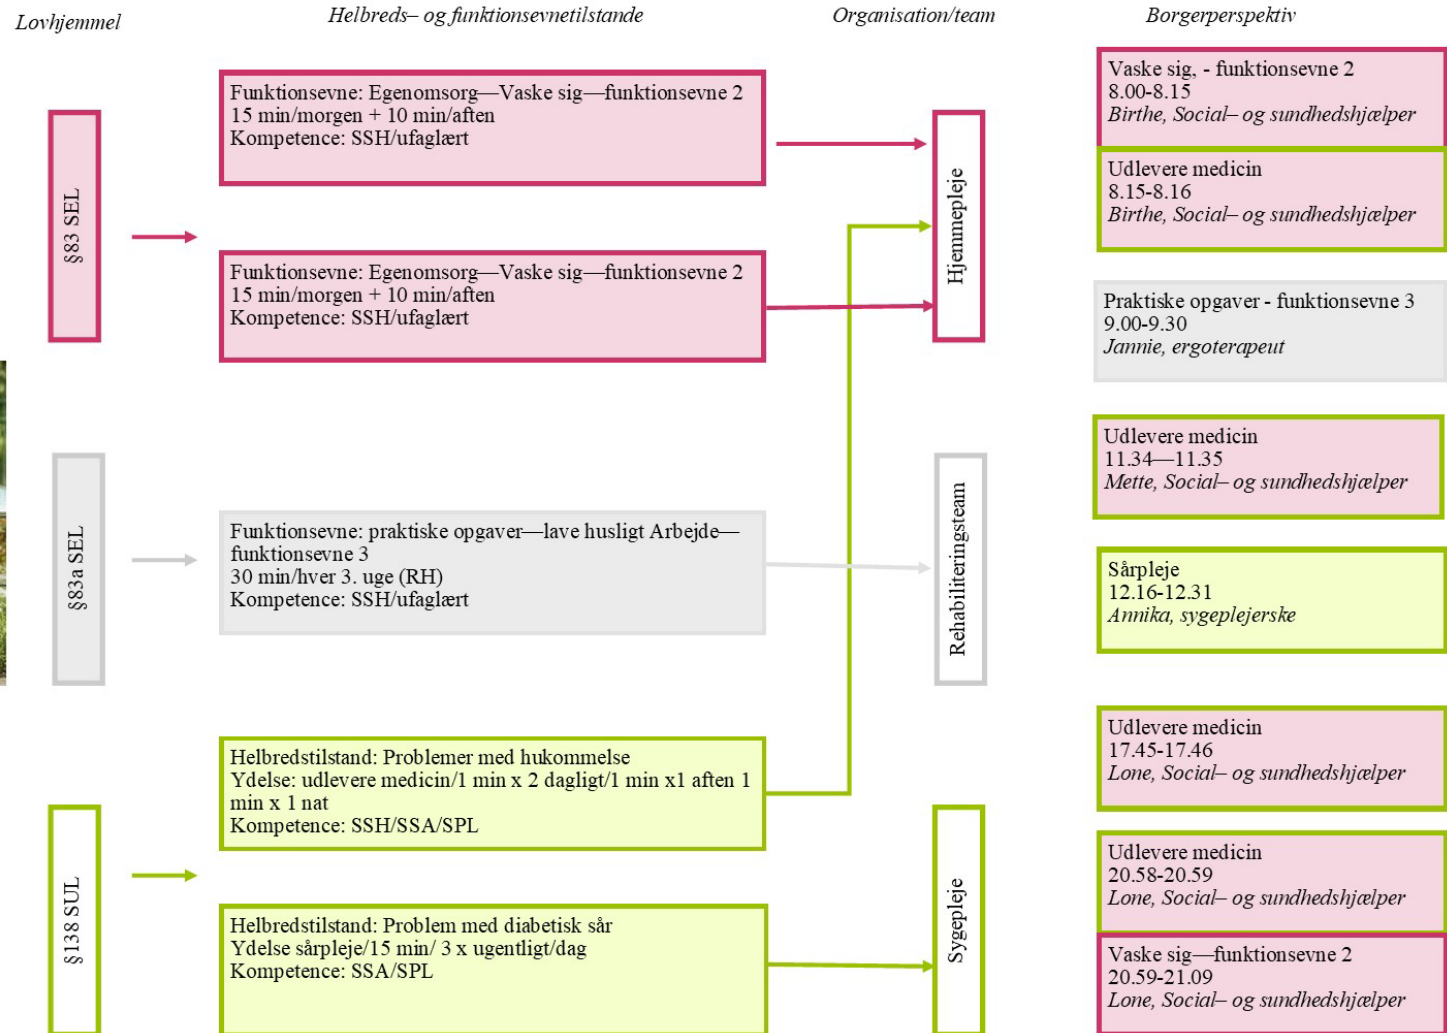 Lovhjemmel
Helbreds– og funktionsevnetilstande
Organisation/team
Borgerperspektiv
§83 SEL
Funktionsevne: Egenomsorg—Vaske sig—funktionsevne 2
15 min/morgen + 10 min/aften
Kompetence: SSH/ufaglært
Funktionsevne: Egenomsorg—Vaske sig—funktionsevne 2
15 min/morgen + 10 min/aften
Kompetence: SSH/ufaglært
Hjemmepleje
§83a SEL
Funktionsevne: praktiske opgaver—lave husligt Arbejde—
funktionsevne 3
30 min/hver 3. uge (RH)
Kompetence: SSH/ufaglært
Rehabiliteringsteam
§138 SUL
Helbredstilstand: Problemer med hukommelse
Ydelse: udlevere medicin/1 min x 2 dagligt/1 min x1 aften 1
min x 1 nat
Kompetence: SSH/SSA/SPL
Helbredstilstand: Problem med diabetisk sår
Ydelse sårpleje/15 min/ 3 x ugentligt/dag
Kompetence: SSA/SPL
Sygepleje
Vaske sig, - funktionsevne 2
8.00-8.15
Birthe, Social– og sundhedshjælper
Udlevere medicin
8.15-8.16
Birthe, Social– og sundhedshjælper
Praktiske opgaver - funktionsevne 3
9.00-9.30
Jannie, ergoterapeut
Udlevere medicin
11.34—11.35
Mette, Social– og sundhedshjælper
Sårpleje
12.16-12.31
Annika, sygeplejerske
Udlevere medicin
17.45-17.46
Lone, Social– og sundhedshjælper
Udlevere medicin
20.58-20.59
Lone, Social– og sundhedshjælper
Vaske sig—funktionsevne 2
20.59-21.09
Lone, Social– og sundhedshjælper